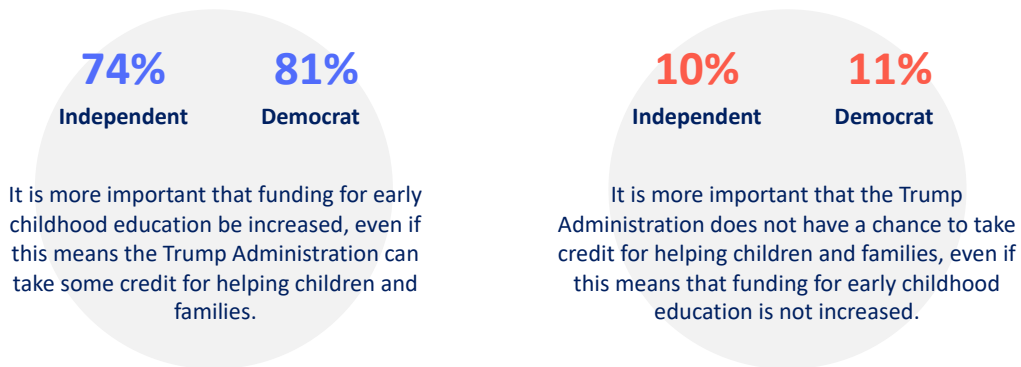 74% 81%
Independent Democrat
It is more important that funding for early
childhood education be increased, even if
this means the Trump Administration can
take some credit for helping children and
families.
10% 11%
Independent Democrat
It is more important that the Trump
Administration does not have a chance to take
credit for helping children and families, even if
this means that funding for early childhood
education is not increased.